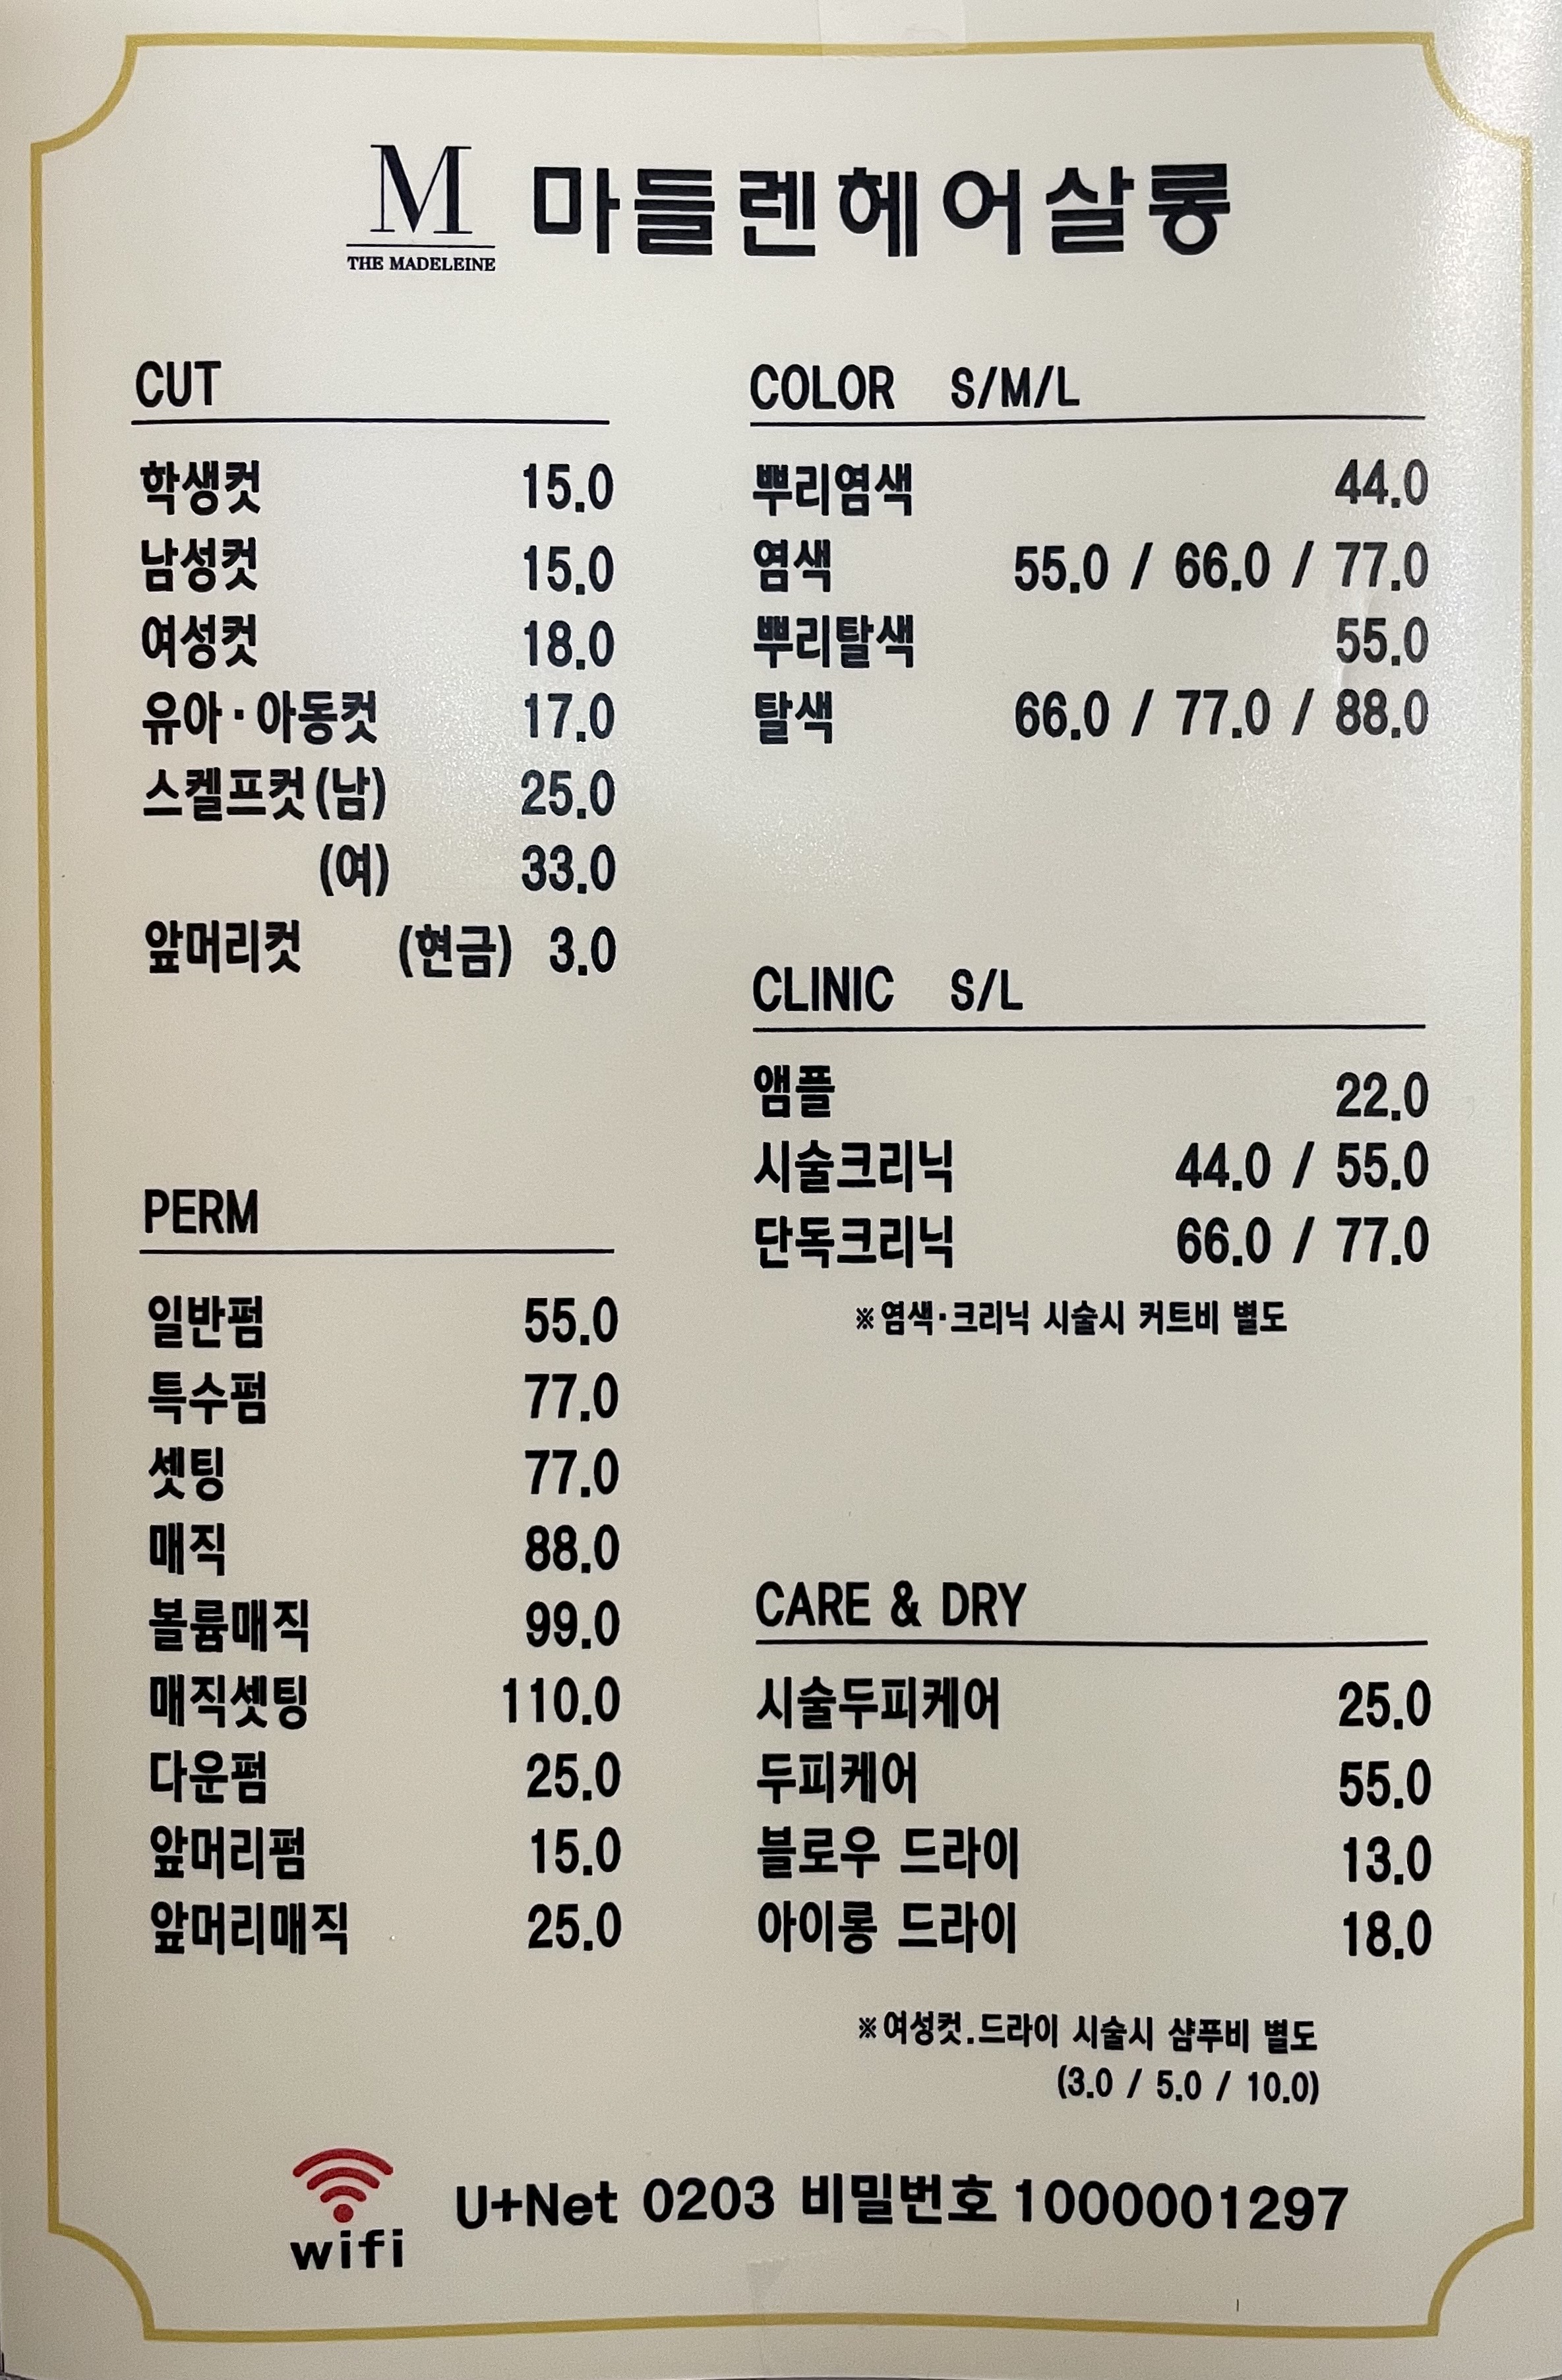 M
THE MADELEINE
마들렌헤어살롱
CUT
학생컷 15.0
남성컷 15.0
여성컷 18.0
유아·아동컷 17.0
스켈프컷(남) 25.0
(여) 33.0
앞머리컷 (현금) 3.0
PERM
일반펌 55.0
특수펌 77.0
셋팅 77.0
매직 88.0
볼륨매직 99.0
매직셋팅 110.0
다운펌 25.0
앞머리펌 15.0
앞머리매직 25.0
COLOR S/M/L
뿌리염색 44.0
염색 55.0 / 66.0 / 77.0
뿌리탈색 55.0
탈색 66.0 / 77.0 / 88.0
CLINIC S/L
앰플 22.0
시술크리닉 44.0 / 55.0
단독크리닉 66.0 / 77.0
※염색·크리닉 시술시 커트비 별도
CARE & DRY
시술두피케어 25.0
두피케어 55.0
블로우 드라이 13.0
아이롱 드라이 18.0
※여성컷.드라이 시술시 샴푸비 별도
(3.0 / 5.0 / 10.0)
wifi
U+Net 0203 비밀번호 1000001297